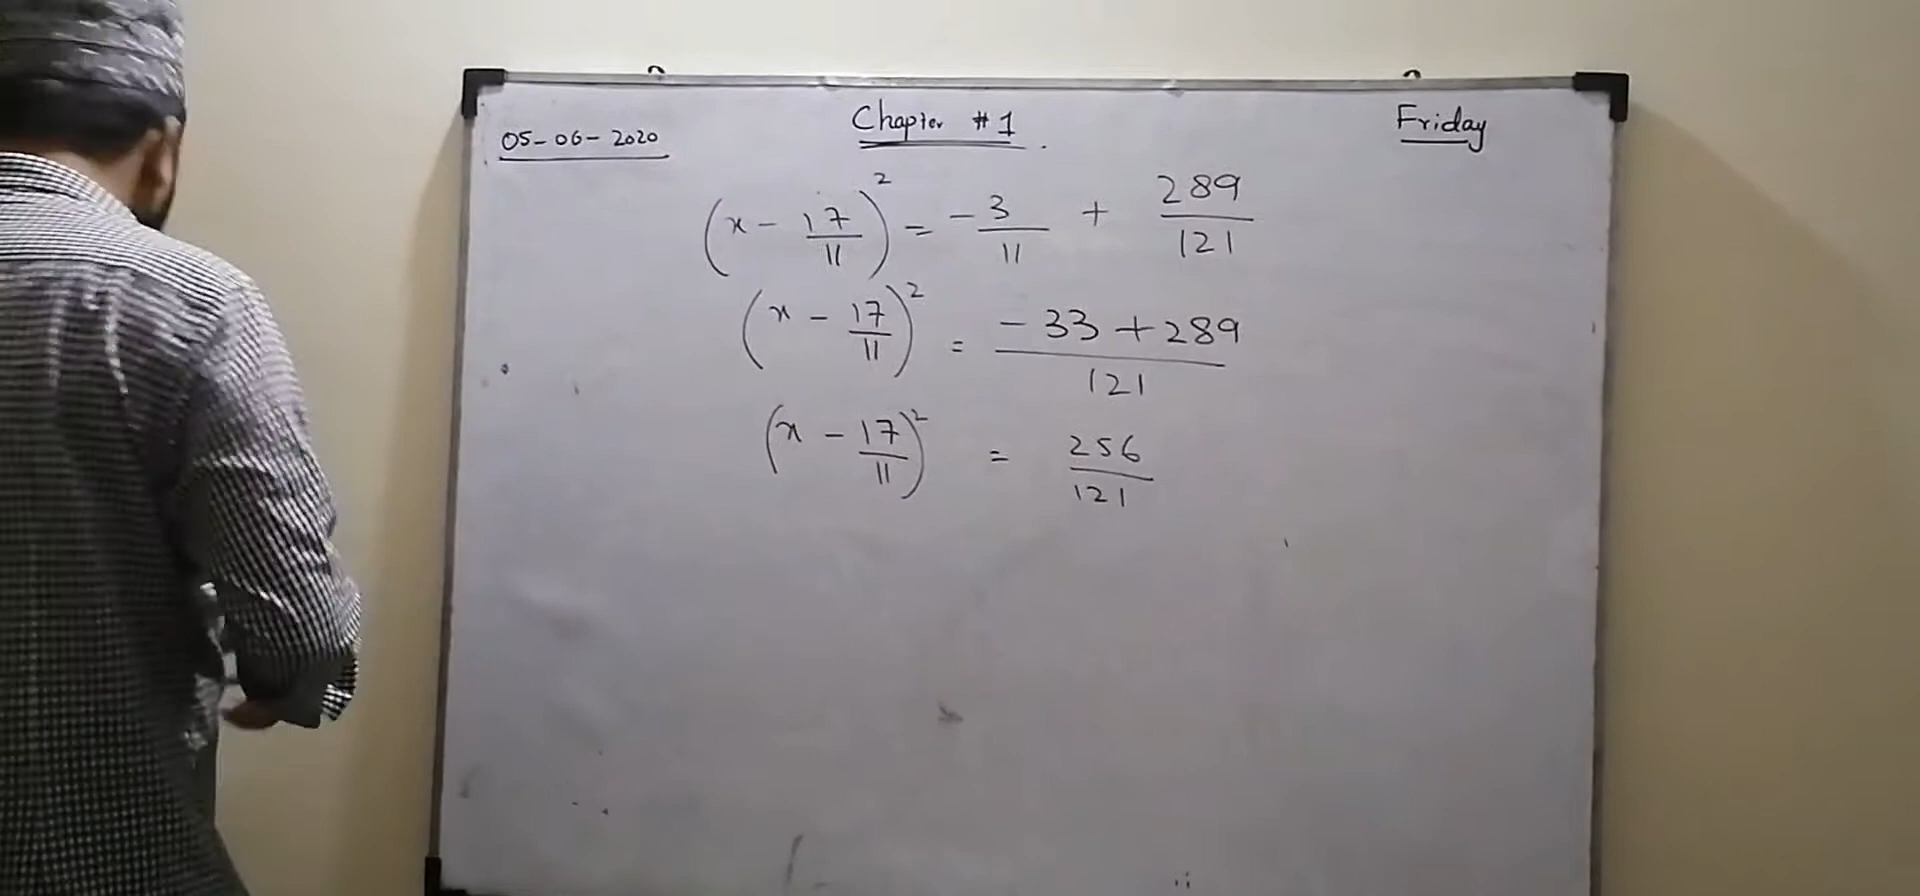 05-06-2020 Chapter #1 Friday
(x - 17/11)² = -3/11 + 289/121
(x - 17/11)² = -33+289/121
(x - 17/11)² = 256/121